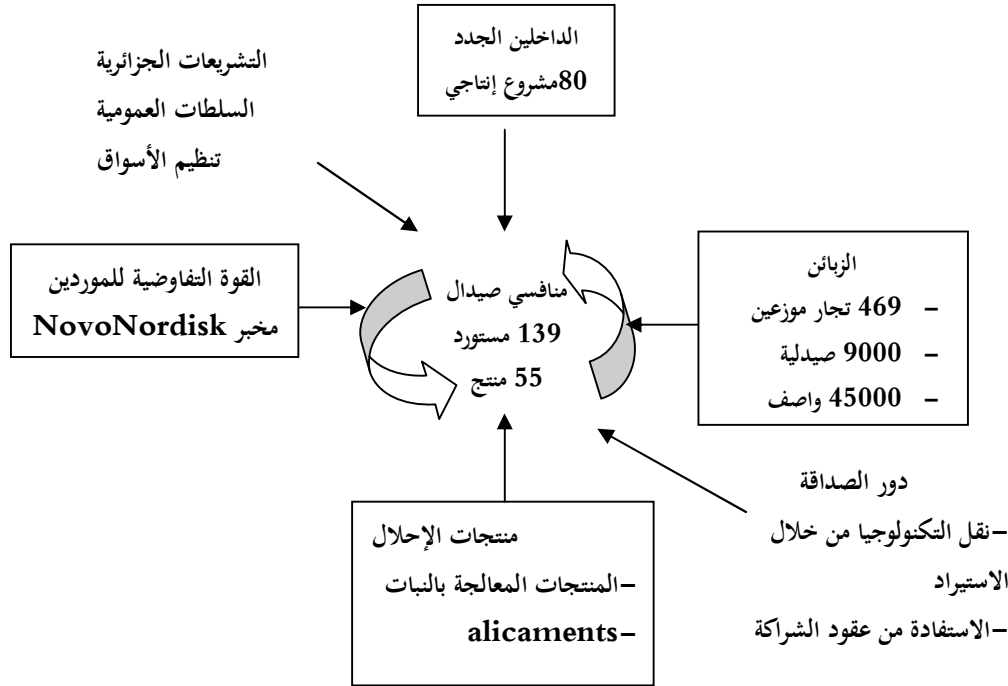 الداخلين الجدد
80مشروع إنتاجي
التشريعات الجزائرية
السلطات العمومية
تنظيم الأسواق
الزبائن
– 469 تجار موزعين
– 9000 صيدلية
– 45000 واصف
منافسي صيدال
139 مستورد
55 منتج
القوة التفاوضية للموردين
مخبر NovoNordisk
دور الصداقة
–نقل التكنولوجيا من خلال
الاستيراد
–الاستفادة من عقود الشراكة
منتجات الإحلال
–المنتجات المعالجة بالنبات
–alicaments